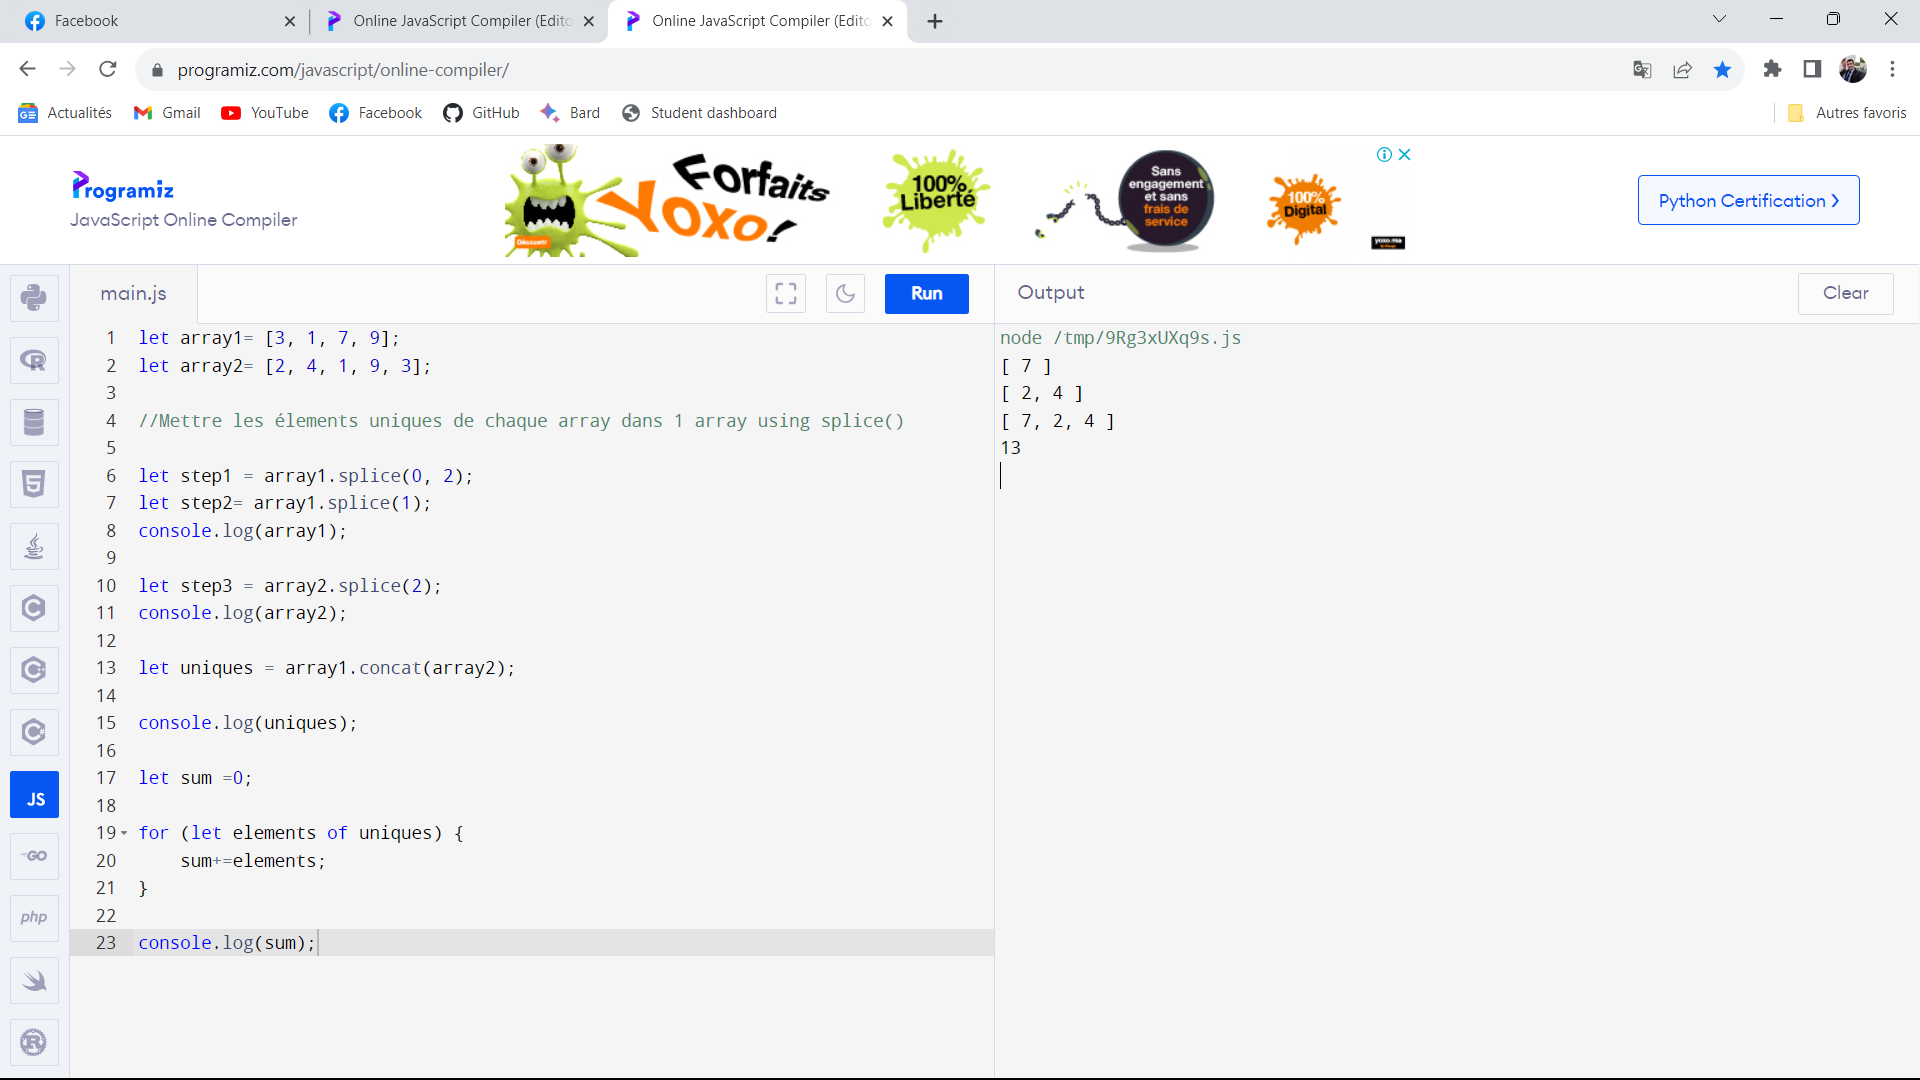 Facebook
Online JavaScript Compiler (Edito
Online JavaScript Compiler (Edito
programiz.com/javascript/online-compiler/
Actualités
Gmail
YouTube
Facebook
GitHub
Bard
Student dashboard
Autres favoris
Programiz
JavaScript Online Compiler
Forfaits
YOXO!
Découvrir
100%
Liberté
Sans
engagement
et sans
frais de
service
100%
Digital
yoxo.ma
Python Certification >
main.js
Run
Output
Clear
1 let array1= [3, 1, 7, 9];
2 let array2= [2, 4, 1, 9, 3];
3
4 //Mettre les élements uniques de chaque array dans 1 array using splice()
5
6 let step1 = array1.splice(0, 2);
7 let step2= array1.splice(1);
8 console.log(array1);
9
10 let step3 = array2.splice(2);
11 console.log(array2);
12
13 let uniques = array1.concat(array2);
14
15 console.log(uniques);
16
17 let sum =0;
18
19 for (let elements of uniques) {
20     sum+=elements;
21 }
22
23 console.log(sum);
node /tmp/9Rg3xUXq9s.js
[ 7 ]
[ 2, 4 ]
[ 7, 2, 4 ]
13
JS
GO
php